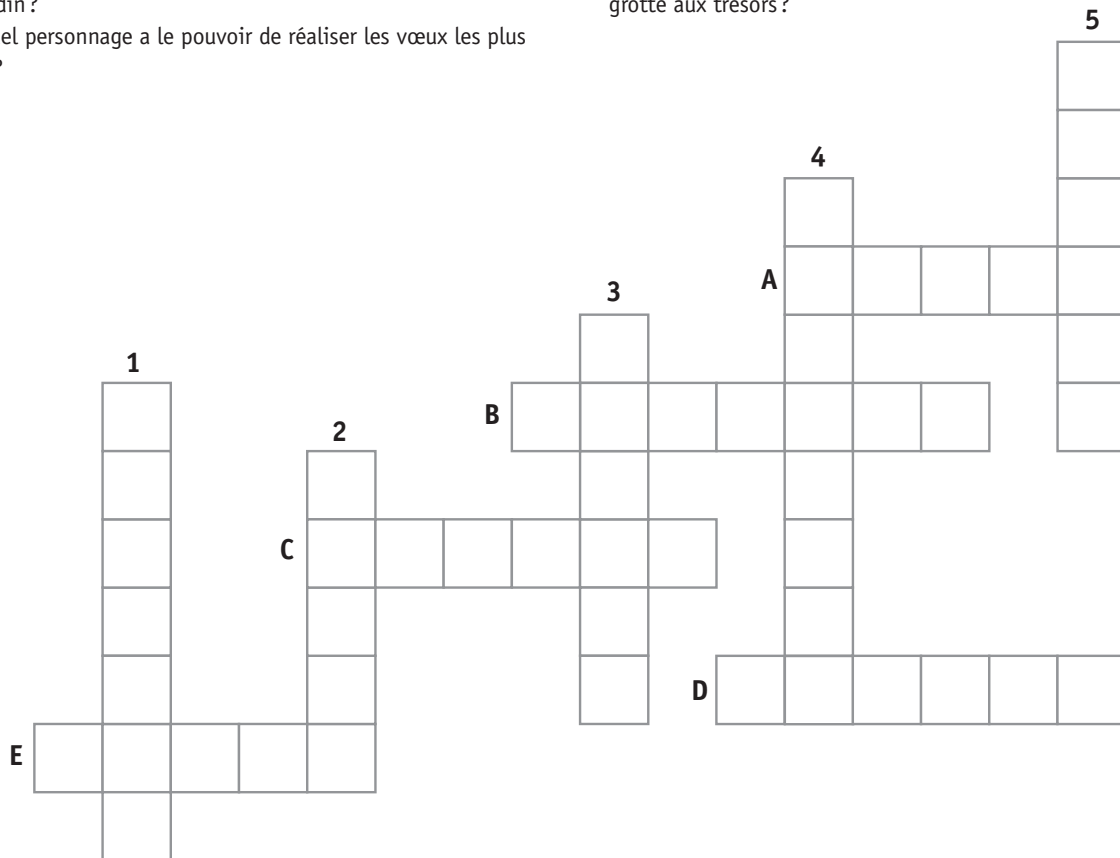 din ?
el personnage a le pouvoir de réaliser les vœux les plus
?
grotte aux trésors ?
5
4
A
3
1
B
2
C
D
E